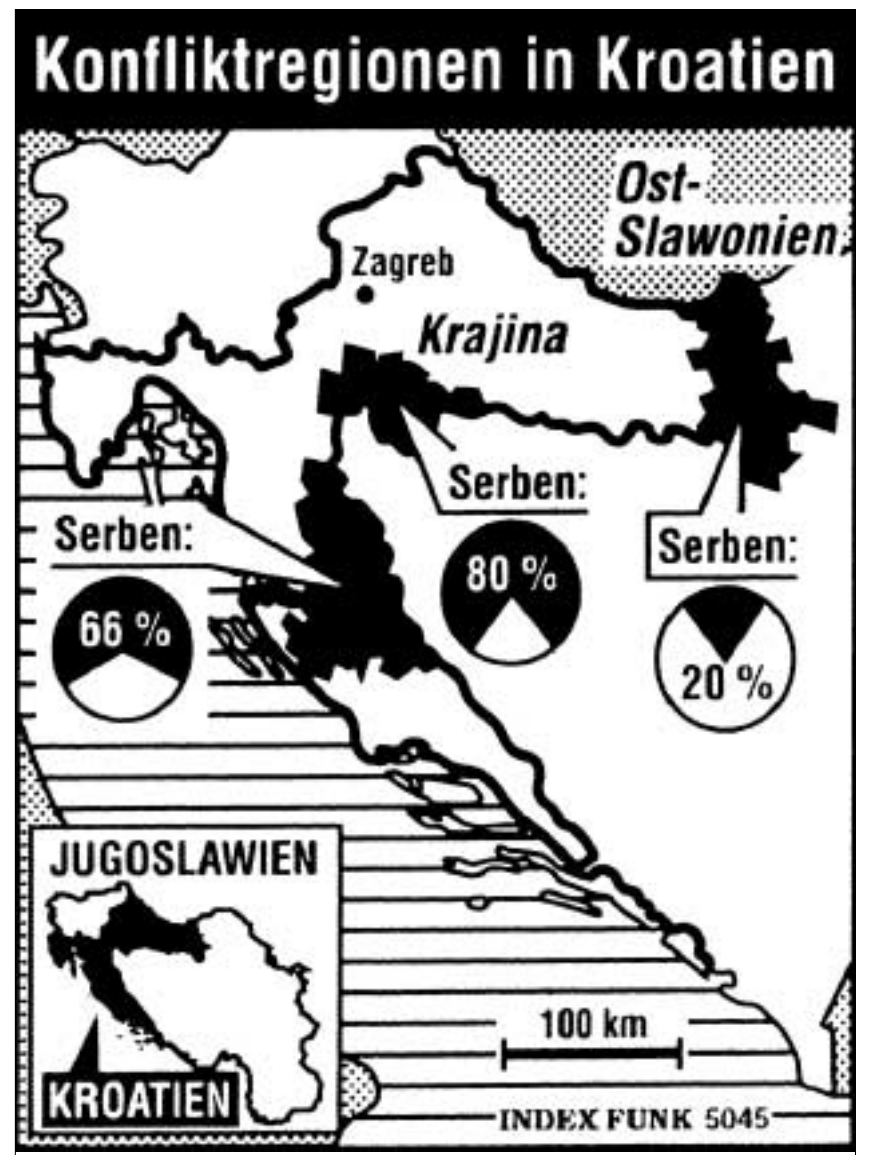 Konfliktregionen in Kroatien
Ost-
Slawonien
Zagreb
Krajina
Serben:
80 %
Serben:
66 %
Serben:
20 %
JUGOSLAWIEN
KROATIEN
100 km
INDEX FUNK 5045